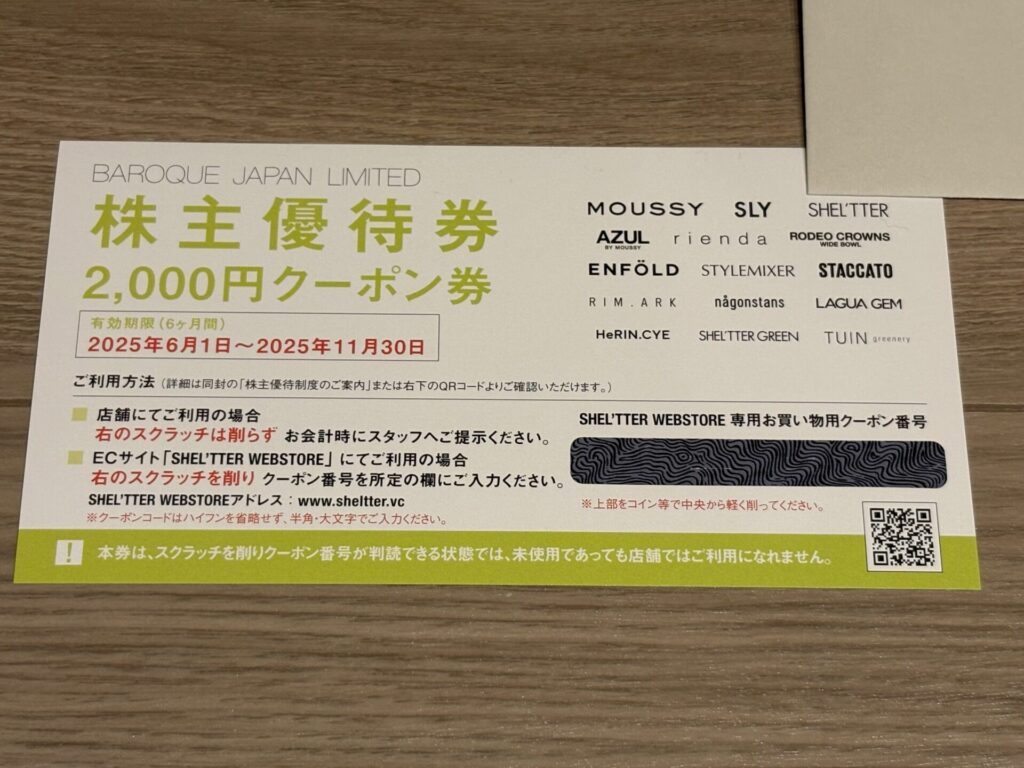 BAROQUE JAPAN LIMITED
株主優待券
2,000円クーポン券
有効期限(6ヶ月間)
2025年6月1日〜2025年11月30日
MOUSSY SLY SHEL'TTER
AZUL BY MOUSSY rienda RODEO CROWNS WIDE BOWL
ENFÖLD STYLEMIXER STACCATO
RIM.ARK någonstans LAGUA GEM
HeRIN.CYE SHEL'TTER GREEN TUIN greenery
ご利用方法(詳細は同封の「株主優待制度のご案内」または右下のQRコードよりご確認いただけます。)
店舗にてご利用の場合
右のスクラッチは削らず お会計時にスタッフへご提示ください。
ECサイト「SHEL'TTER WEBSTORE」にてご利用の場合
右のスクラッチを削り クーポン番号を所定の欄にご入力ください。
SHEL'TTER WEBSTOREアドレス:www.sheltter.vc
※クーポンコードはハイフンを省略せず、半角・大文字でご入力ください。
SHEL'TTER WEBSTORE 専用お買い物用クーポン番号
※上部をコイン等で中央から軽く削ってください。
! 本券は、スクラッチを削りクーポン番号が判読できる状態では、未使用であっても店舗ではご利用になれません。